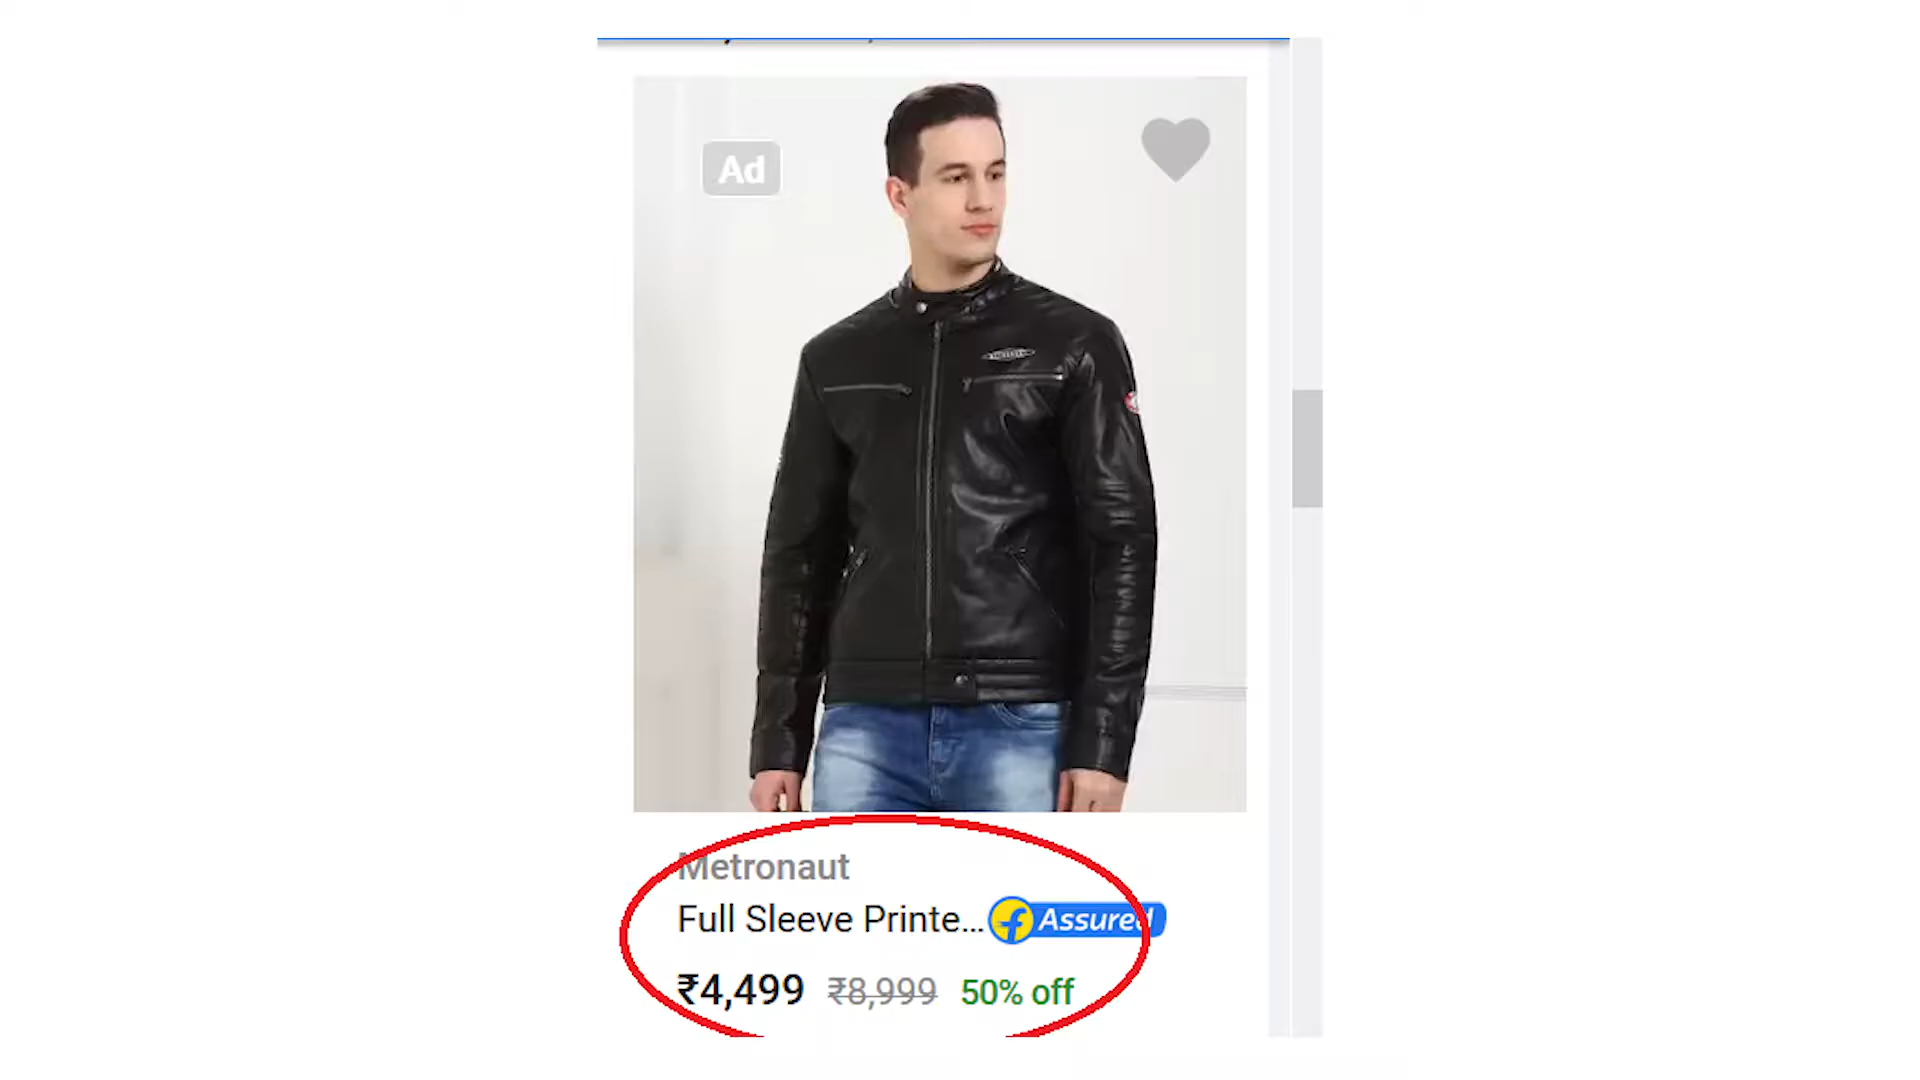 Ad
Metronaut
Full Sleeve Printe...
Assured
₹4,499 ₹8,999 50% off